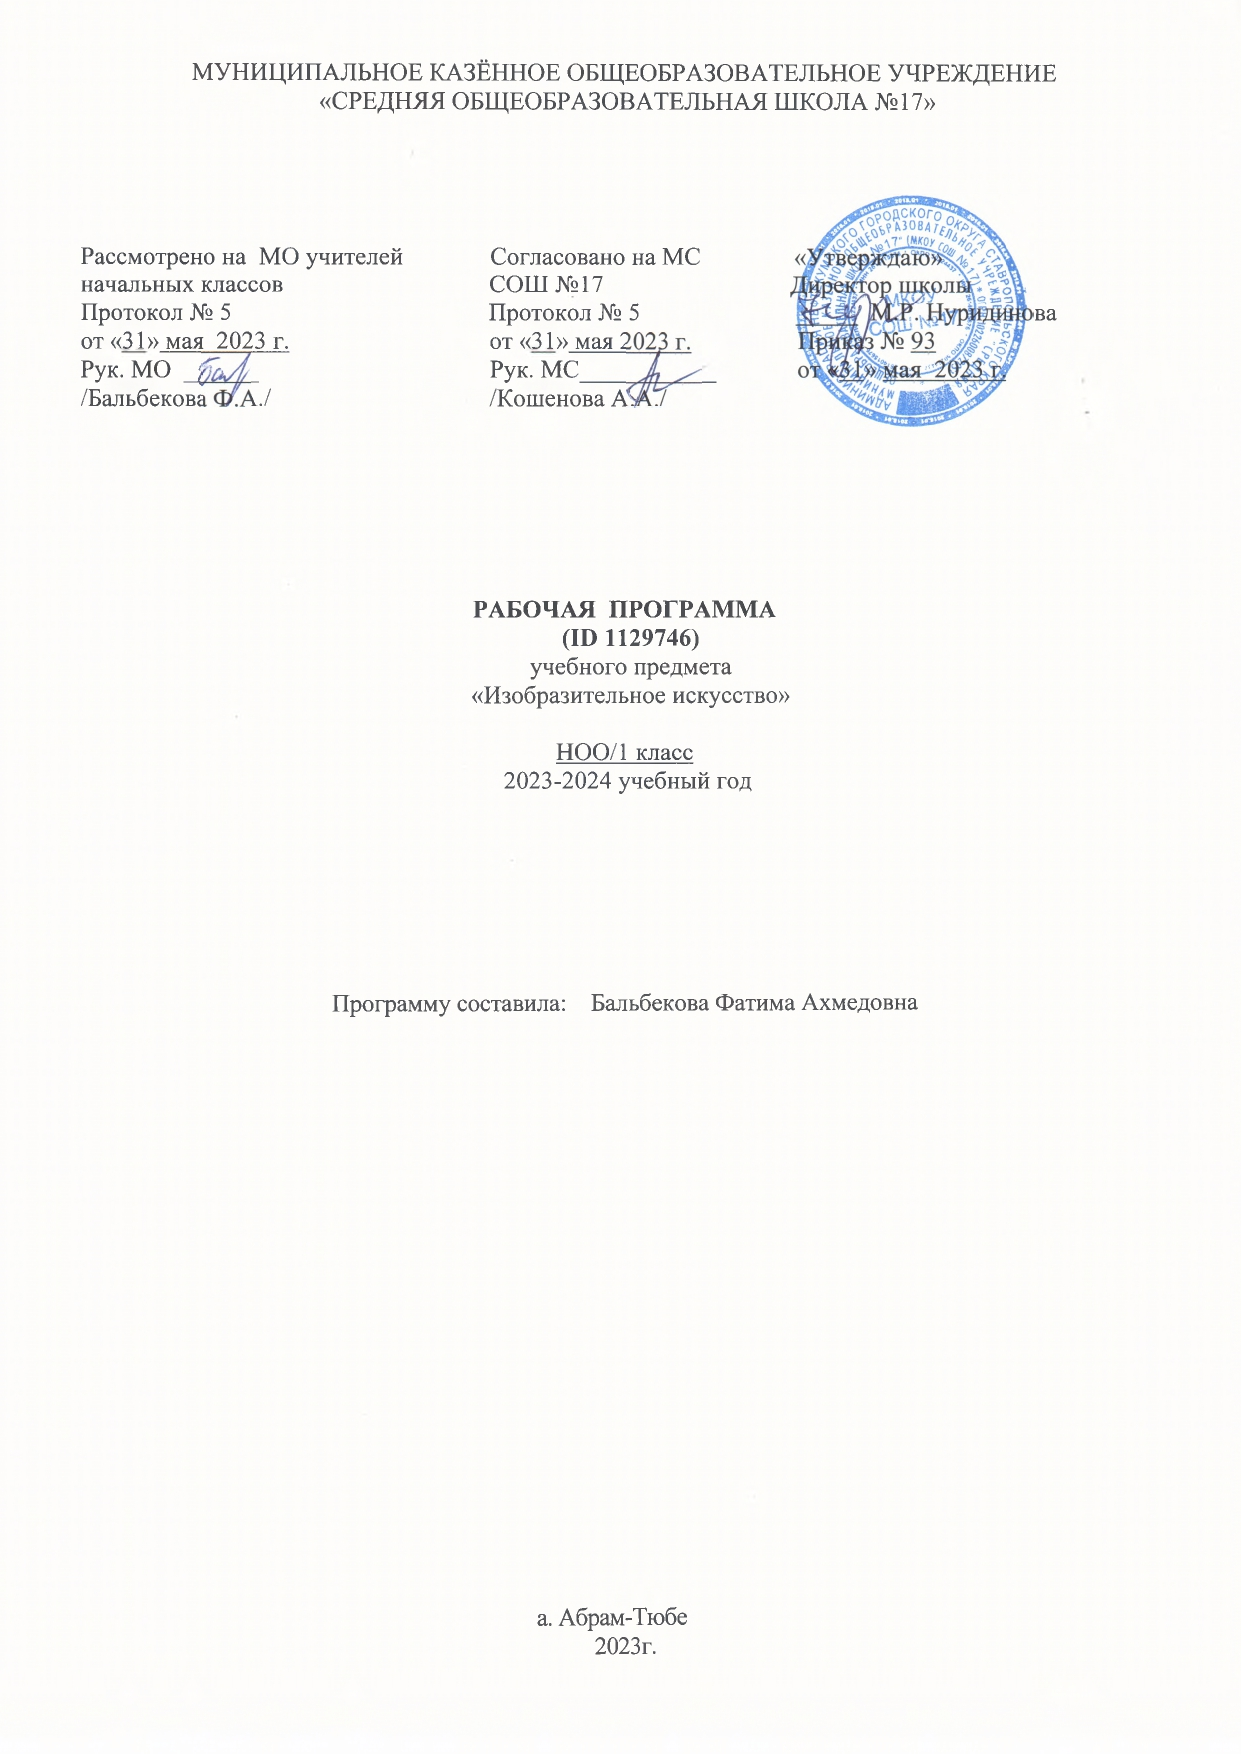 МУНИЦИПАЛЬНОЕ КАЗЁННОЕ ОБЩЕОБРАЗОВАТЕЛЬНОЕ УЧРЕЖДЕНИЕ
«СРЕДНЯЯ ОБЩЕОБРАЗОВАТЕЛЬНАЯ ШКОЛА №17»
Рассмотрено на МО учителей
начальных классов
Протокол № 5
от «31» мая 2023 г.
Рук. МО
/Бальбекова Ф.А./
Согласовано на МС
СОШ №17
Протокол № 5
от «31» мая 2023 г.
Рук. МС
/Кошенова А.А./
«Утверждаю»
Директор школы
М.Р. Нуридинова
Приказ № 93
от «31» мая 2023 г.
МКОУ
СОШ №17
РАБОЧАЯ ПРОГРАММА
(ID 1129746)
учебного предмета
«Изобразительное искусство»
НОО/1 класс
2023-2024 учебный год
Программу составила: Бальбекова Фатима Ахмедовна
а. Абрам-Тюбе
2023г.